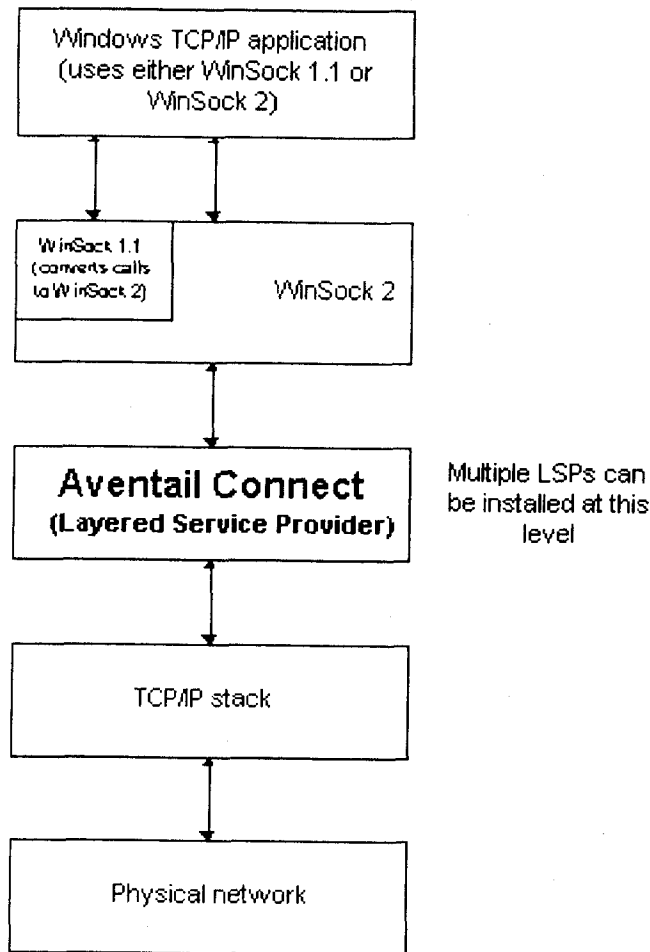 Windows TCP/IP application
(uses either WinSock 1.1 or
WinSock 2)
WinSock 1.1
(converts calls
to WinSock 2)
WinSock 2
Aventail Connect
(Layered Service Provider)
Multiple LSPs can
be installed at this
level
TCP/IP stack
Physical network